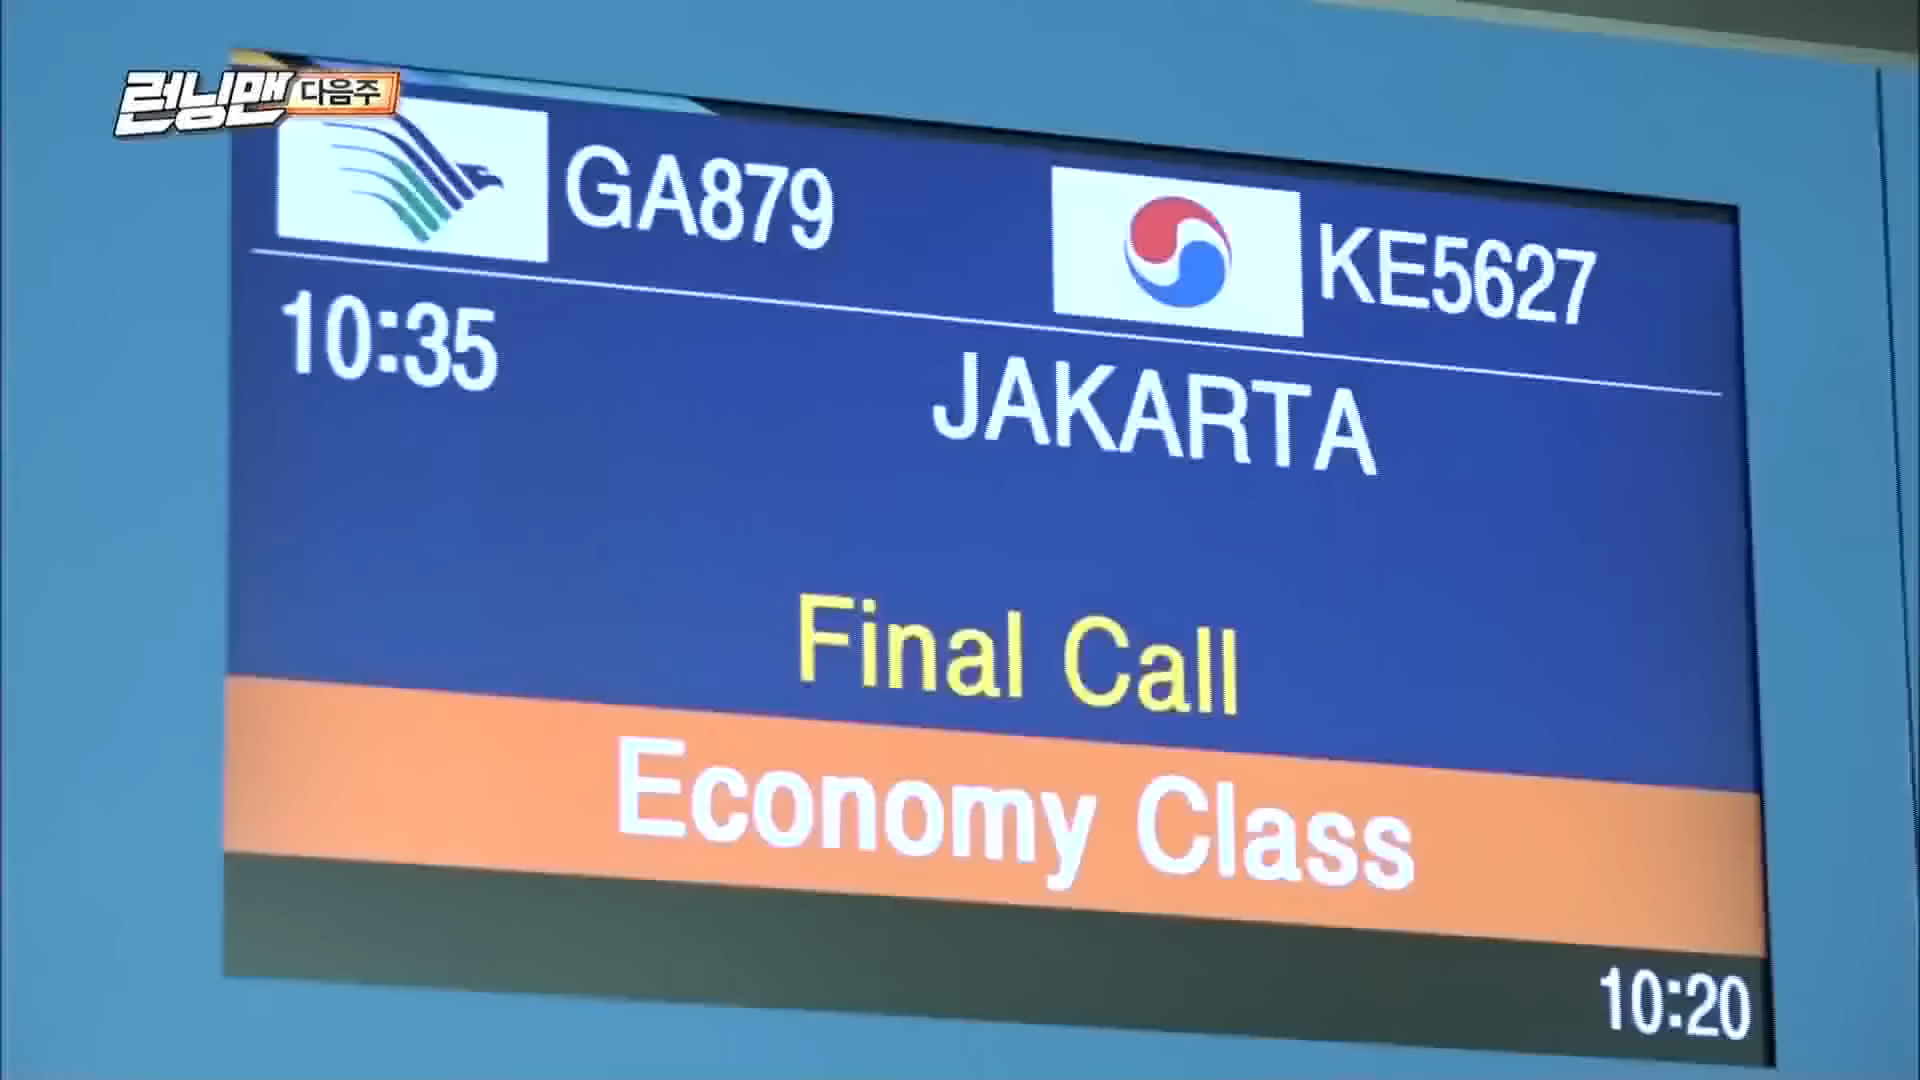 런닝맨 다음주
GA879 KE5627
10:35
JAKARTA
Final Call
Economy Class
10:20